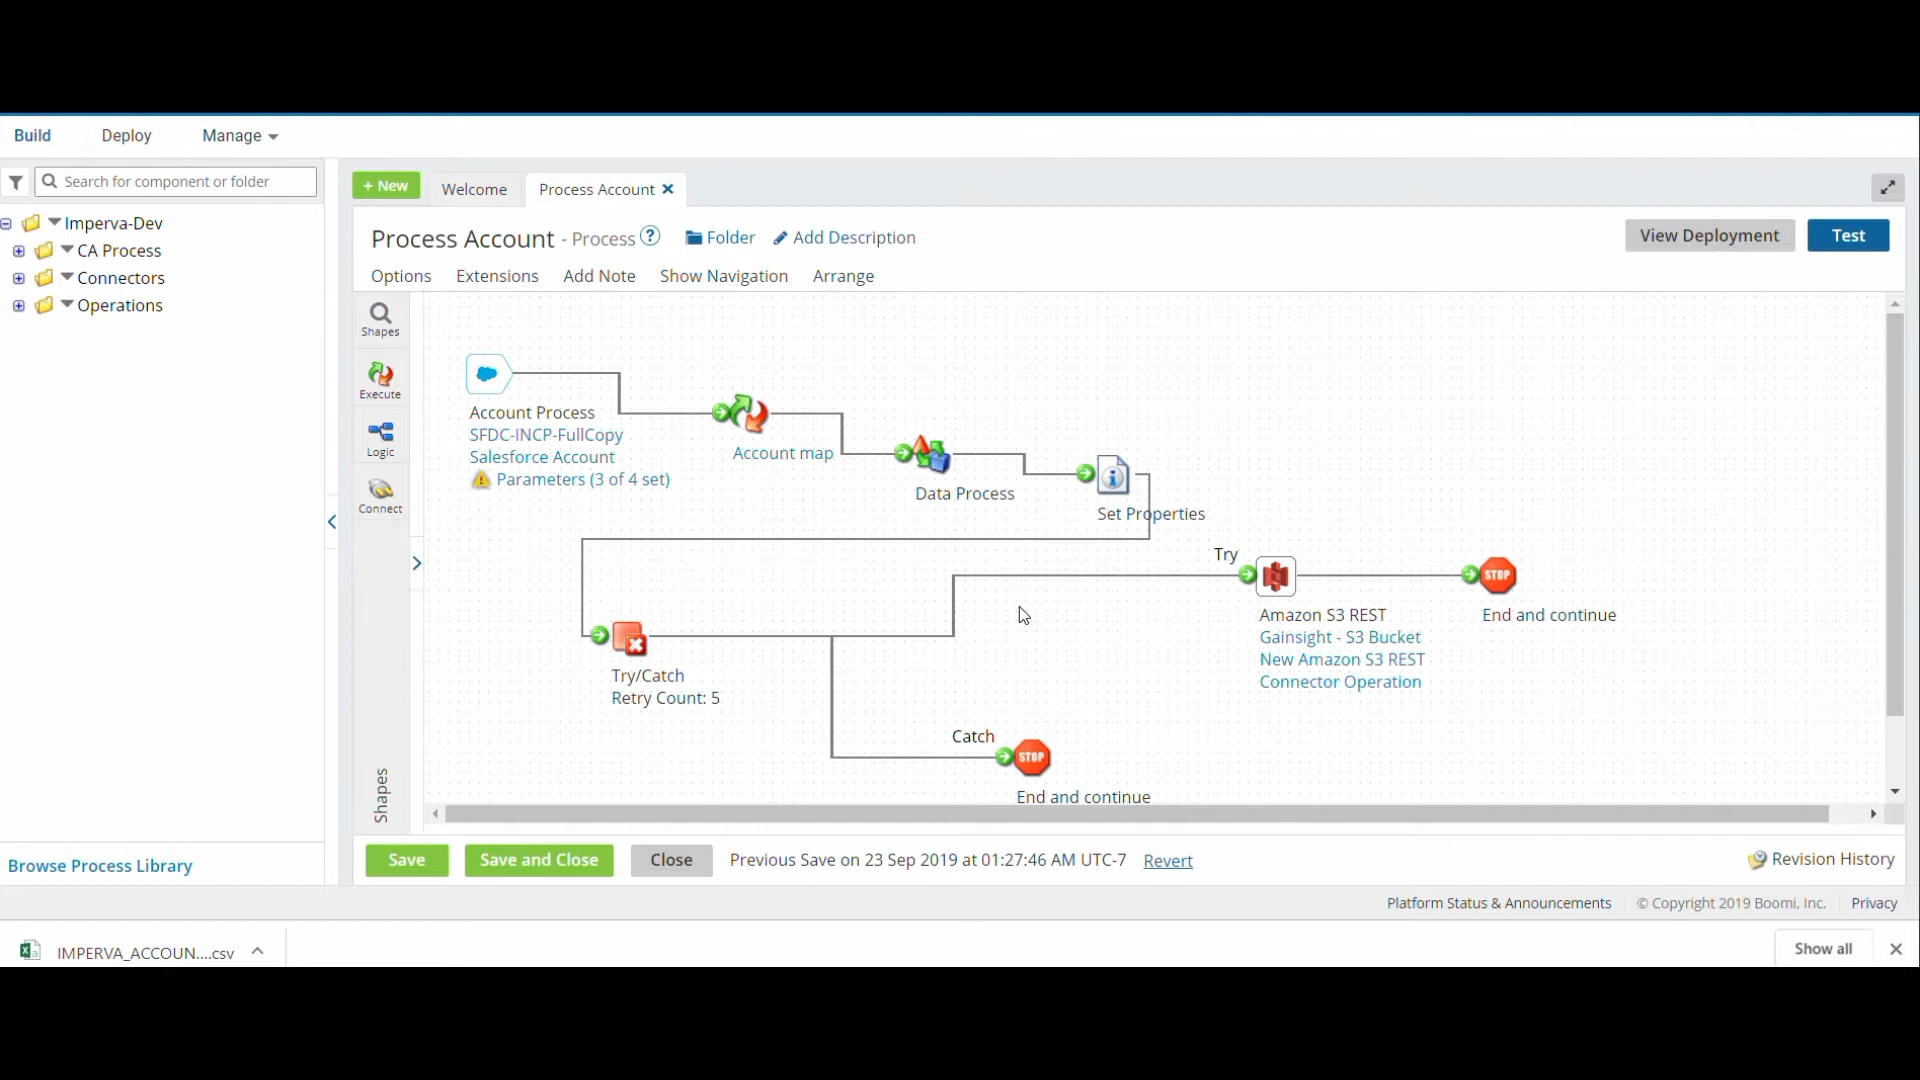 Build Deploy Manage
Search for component or folder
+ New Welcome Process Account ×
Imperva-Dev
CA Process
Connectors
Operations
Process Account - Process ? Folder Add Description
View Deployment Test
Options Extensions Add Note Show Navigation Arrange
Shapes
Execute
Logic
Connect
Shapes
Account Process
SFDC-INCP-FullCopy
Salesforce Account
Parameters (3 of 4 set)
Account map
Data Process
Set Properties
Try/Catch
Retry Count: 5
Try
Amazon S3 REST
Gainsight - S3 Bucket
New Amazon S3 REST
Connector Operation
STOP
End and continue
Catch
STOP
End and continue
Browse Process Library
Save Save and Close Close Previous Save on 23 Sep 2019 at 01:27:46 AM UTC-7 Revert
Revision History
Platform Status & Announcements © Copyright 2019 Boomi, Inc. Privacy
IMPERVA_ACCOUN....csv
Show all ×